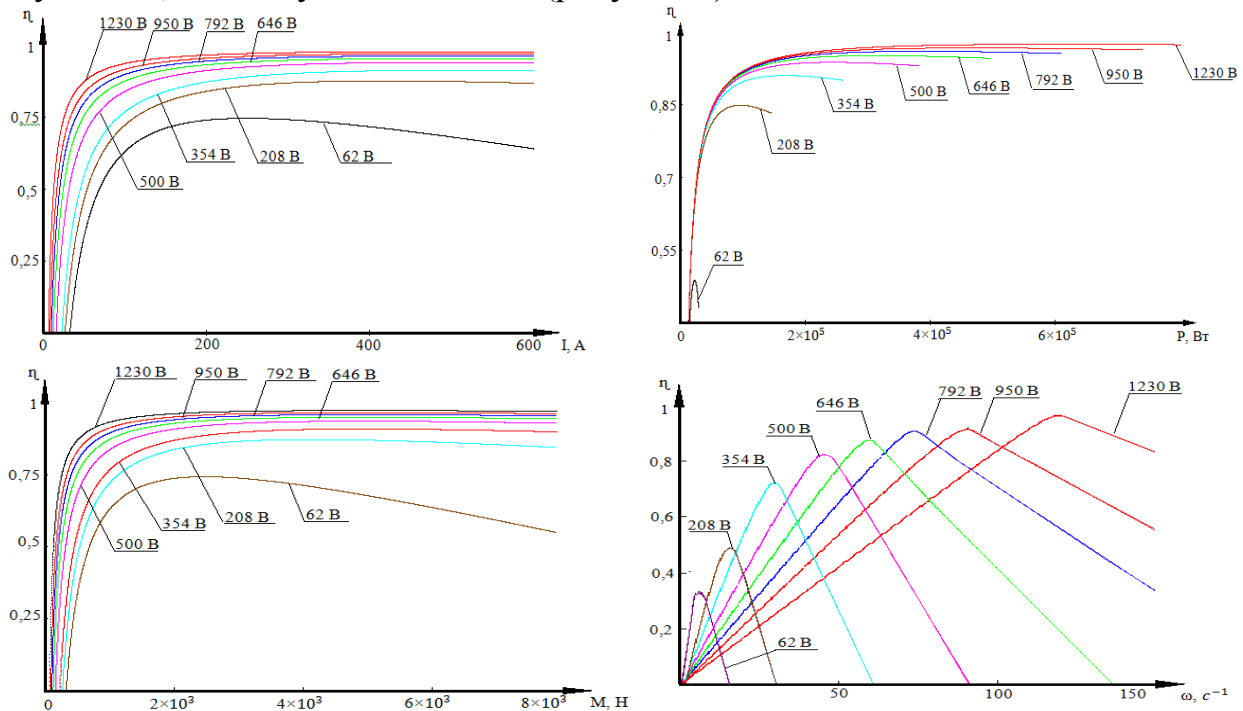 η
1230 В
950 В
792 В
646 В
1
0,75
0,5
0,25
0
354 В
208 В
62 В
500 В
200
400
600
I, А
η
1
0,85
0,7
0,55
0
1230 В
950 В
792 В
646 В
500 В
354 В
208 В
62 В
2×10⁵
4×10⁵
6×10⁵
Р, Вт
η
1230 В
950 В
792 В
646 В
1
0,75
0,5
0,25
0
62 В
208 В
354 В
500 В
2×10³
4×10³
6×10³
8×10³
М, Н
η
1
0,8
0,6
0,4
0,2
1230 В
792 В
950 В
646 В
500 В
354 В
208 В
62 В
50
100
150
ω, с⁻¹